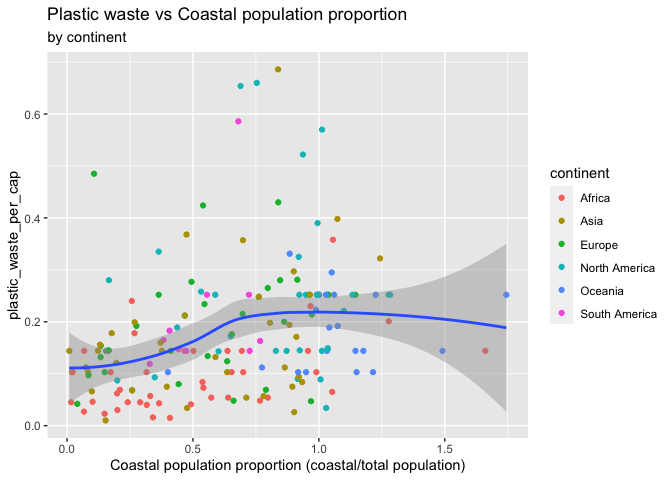 Plastic waste vs Coastal population proportion
by continent
plastic_waste_per_cap
0.6
0.4
0.2
0.0
0.0 0.5 1.0 1.5
Coastal population proportion (coastal/total population)
continent
Africa
Asia
Europe
North America
Oceania
South America